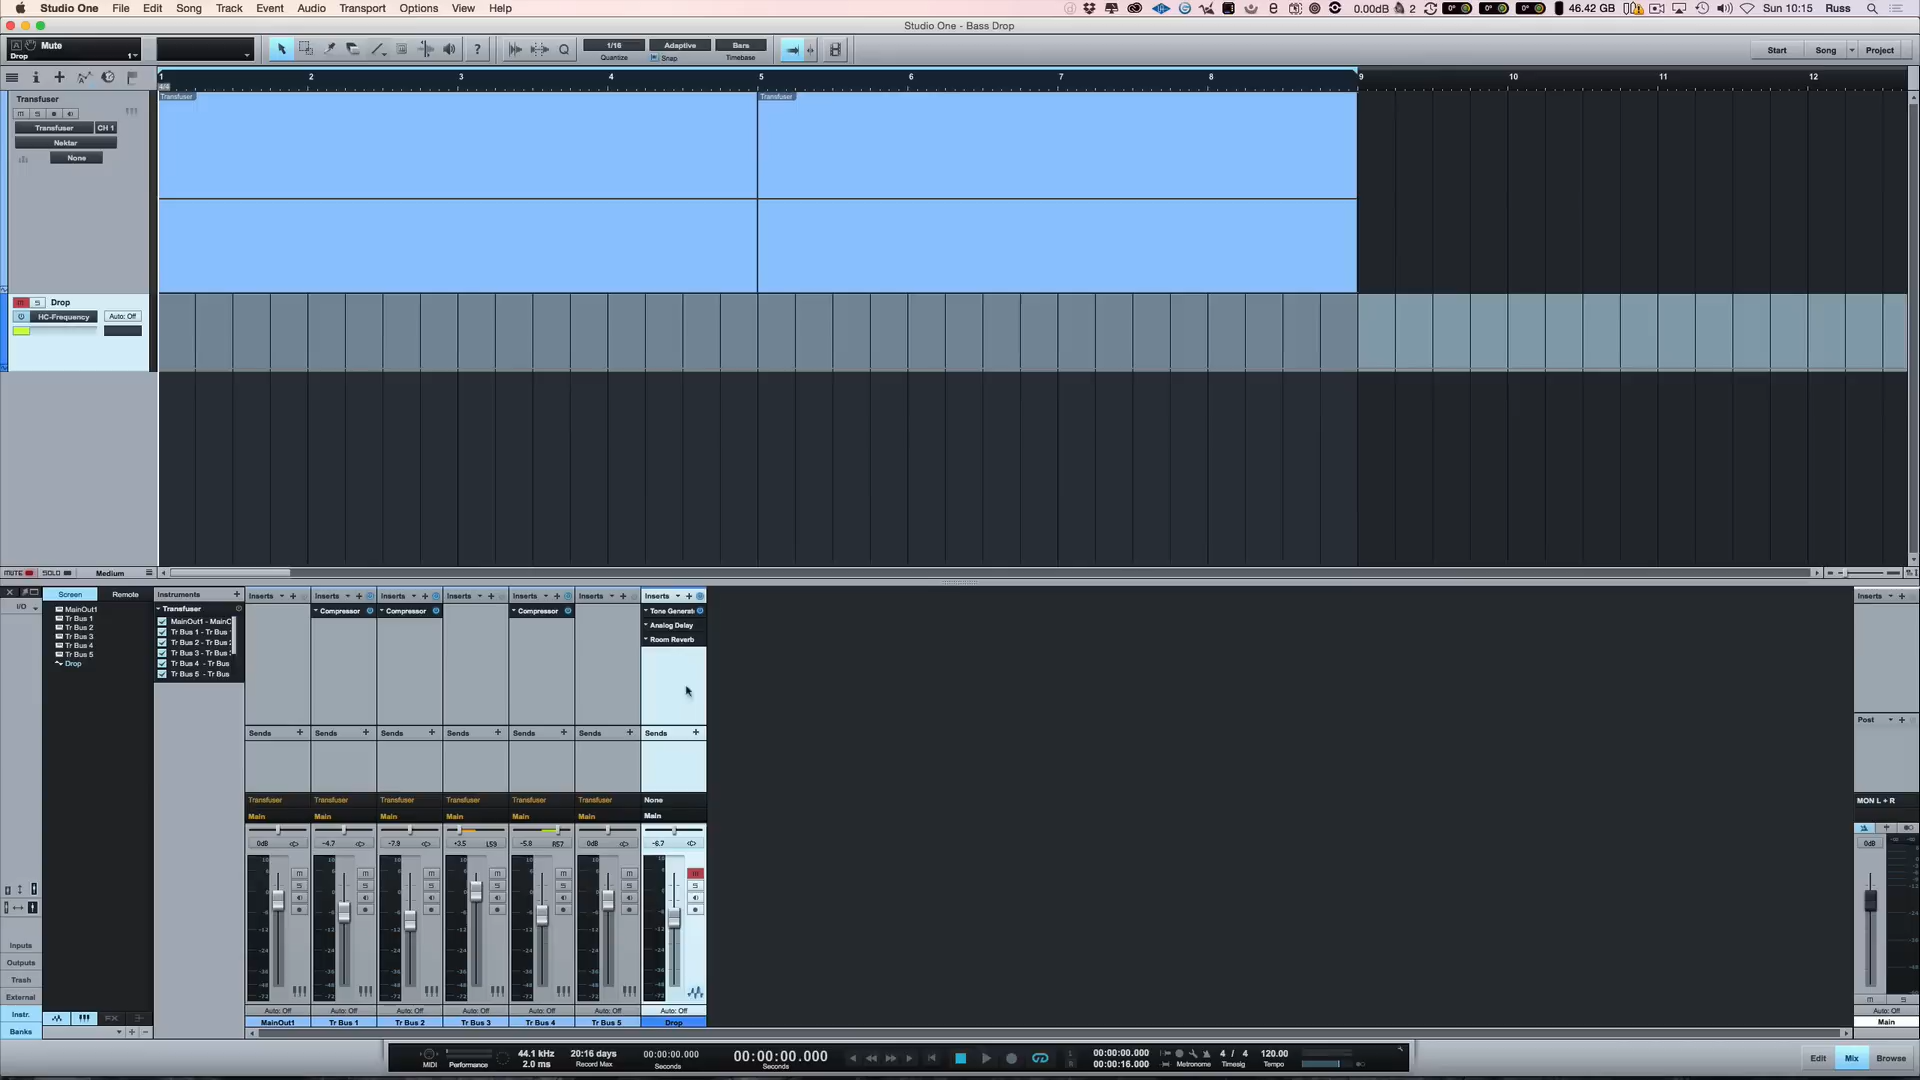 Studio One File Edit Song Track Event Audio Transport Options View Help 0.00dB 2 0° 0° 0° 46.42 GB Sun 10:15 Russ
Studio One - Bass Drop
Mute
Drop 1
1/16 Quantize
Adaptive Snap
Bars Timebase
Start Song Project
1 2 3 4 5 6 7 8 9 10 11 12
4/4
Transfuser
M S
Transfuser CH 1
Nektar
None
Transfuser Transfuser
M S Drop
HC-Frequency Auto: Off
MUTE SOLO Medium
I/O
Screen Remote
MainOut1
Tr Bus 1
Tr Bus 2
Tr Bus 3
Tr Bus 4
Tr Bus 5
Drop
Instruments
Transfuser
MainOut1 - MainC
Tr Bus 1 - Tr Bus
Tr Bus 2 - Tr Bus
Tr Bus 3 - Tr Bus
Tr Bus 4 - Tr Bus
Tr Bus 5 - Tr Bus
Inserts Inserts Inserts Inserts Inserts Inserts Inserts Inserts
Compressor Compressor Compressor Tone Generat
Analog Delay
Room Reverb
Sends Sends Sends Sends Sends Sends Sends
Post
Transfuser Transfuser Transfuser Transfuser Transfuser Transfuser None
MON L + R
Main Main Main Main Main Main Main
0dB -4.7 -7.9 +3.5 L59 -5.8 R57 0dB -6.7
0dB
Inputs
Outputs
Trash
External
Instr.
Banks
FX
Auto: Off Auto: Off Auto: Off Auto: Off Auto: Off Auto: Off Auto: Off Auto: Off
MainOut1 Tr Bus 1 Tr Bus 2 Tr Bus 3 Tr Bus 4 Tr Bus 5 Drop Main
MIDI Performance
44.1 kHz
2.0 ms
20:16 days
Record Max
00:00:00.000
Seconds
00:00:00.000
Seconds
L 00:00:00.000
R 00:00:16.000
Metronome
4 / 4
Timesig
120.00
Tempo
Edit Mix Browse